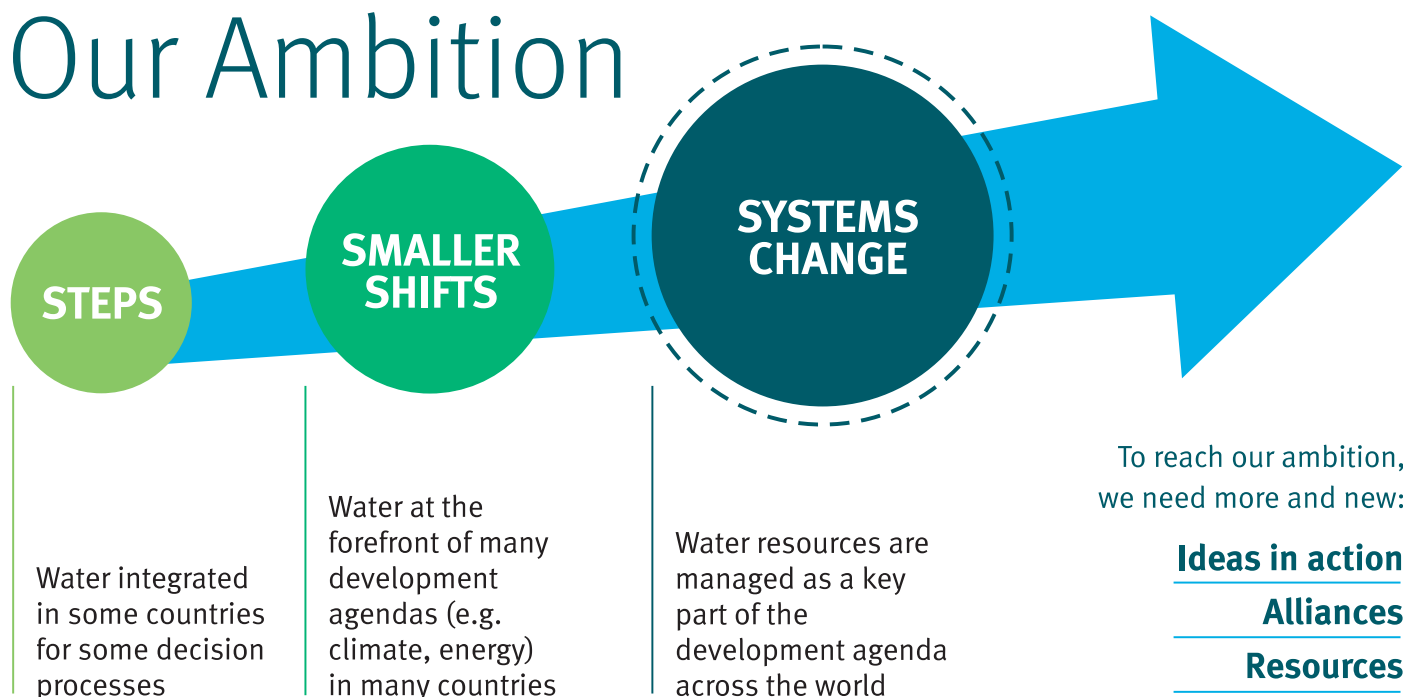 Our Ambition
STEPS
SMALLER
SHIFTS
SYSTEMS
CHANGE
Water integrated
in some countries
for some decision
processes
Water at the
forefront of many
development
agendas (e.g.
climate, energy)
in many countries
Water resources are
managed as a key
part of the
development agenda
across the world
To reach our ambition,
we need more and new:
Ideas in action
Alliances
Resources